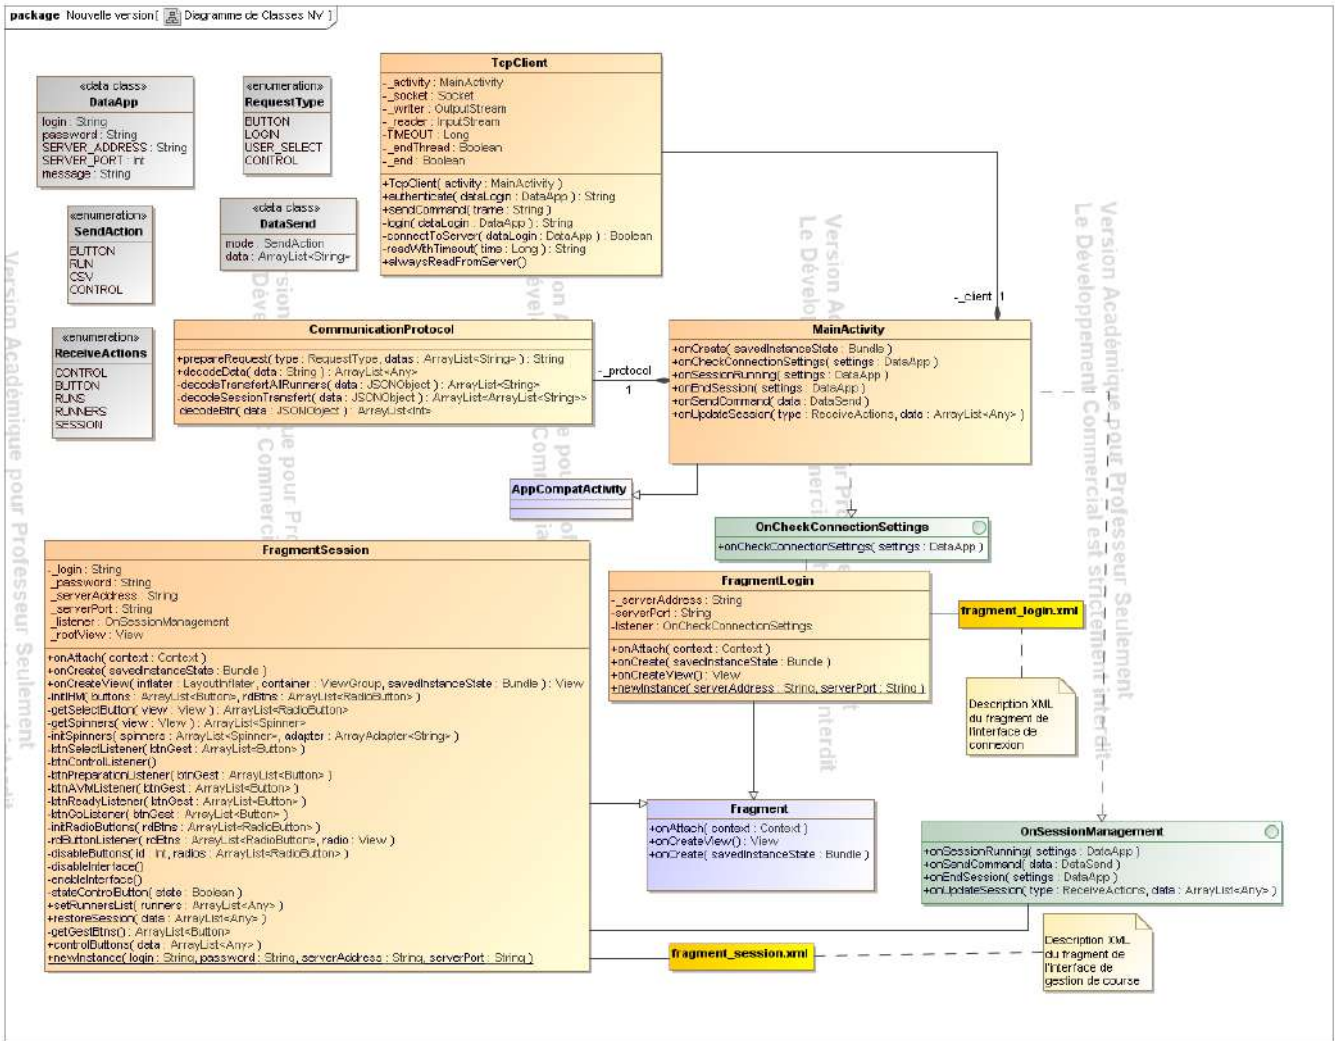 package Nouvelle version[ Diagramme de Classes NV ]
«data class»
DataApp
login : String
password : String
SERVER_ADDRESS : String
SERVER_PORT : Int
message : String
«enumeration»
RequestType
BUTTON
LOGIN
USER_SELECT
CONTROL
TcpClient
-_activity : MainActivity
-_socket : Socket
-_writer : OutputStream
-_reader : InputStream
-TIMEOUT : Long
-_endThread : Boolean
-_end : Boolean
+TcpClient( activity : MainActivity )
+authenticate( dataLogin : DataApp ) : String
+sendCommand( trame : String )
-login( dataLogin : DataApp ) : String
-connectToServer( dataLogin : DataApp ) : Boolean
-readWithTimeout( time : Long ) : String
+alwaysReadFromServer()
«enumeration»
SendAction
BUTTON
RUN
CSV
CONTROL
«data class»
DataSend
mode : SendAction
data : ArrayList<String>
«enumeration»
ReceiveActions
CONTROL
BUTTON
RUNS
RUNNERS
SESSION
CommunicationProtocol
+prepareRequest( type : RequestType, datas : ArrayList<String> ) : String
+decodeData( data : String ) : ArrayList<Any>
-decodeTransfertAllRunners( data : JSONObject ) : ArrayList<String>
-decodeSessionTransfert( data : JSONObject ) : ArrayList<ArrayList<String>>
decodeBtn( data : JSONObject ) : ArrayList<Int>
-_protocol
1
-_client 1
MainActivity
+onCreate( savedInstanceState : Bundle )
+onCheckConnectionSettings( settings : DataApp )
+onSessionRunning( settings : DataApp )
+onEndSession( settings : DataApp )
+onSendCommand( data : DataSend )
+onUpdateSession( type : ReceiveActions, data : ArrayList<Any> )
AppCompatActivity
OnCheckConnectionSettings
+onCheckConnectionSettings( settings : DataApp )
FragmentSession
-_login : String
_password : String
_serverAddress : String
_serverPort : String
_listener : OnSessionManagement
_rootView : View
+onAttach( context : Context )
+onCreate( savedInstanceState : Bundle )
+onCreateView( inflater : LayoutInflater, container : ViewGroup, savedInstanceState : Bundle ) : View
-initIHM( buttons : ArrayList<Button>, rdBtns : ArrayList<RadioButton> )
-getSelectButton( view : View ) : ArrayList<RadioButton>
-getSpinners( view : View ) : ArrayList<Spinner>
-initSpinners( spinners : ArrayList<Spinner>, adapter : ArrayAdapter<String> )
-btnSelectListener( btnGest : ArrayList<Button> )
-btnControlListener()
-btnPreparationListener( btnGest : ArrayList<Button> )
-btnAVMListener( btnGest : ArrayList<Button> )
-btnReadyListener( btnGest : ArrayList<Button> )
-btnGoListener( btnGest : ArrayList<Button> )
-initRadioButtons( rdBtns : ArrayList<RadioButton> )
-rdButtonListener( rdBtns : ArrayList<RadioButton>, radio : View )
-disableButtons( id : Int, radios : ArrayList<RadioButton> )
-disableInterface()
-enableInterface()
-stateControlButton( state : Boolean )
+setRunnersList( runners : ArrayList<Any> )
+restoreSession( data : ArrayList<Any> )
-getGestBtns() : ArrayList<Button>
+controlButtons( data : ArrayList<Any> )
+newInstance( login : String, password : String, serverAddress : String, serverPort : String )
FragmentLogin
-_serverAddress : String
-serverPort : String
-listener : OnCheckConnectionSettings
+onAttach( context : Context )
+onCreate( savedInstanceState : Bundle )
+onCreateView() : View
+newInstance( serverAddress : String, serverPort : String )
fragment_login.xml
Description XML
du fragment de
l'interface de
connexion
Fragment
+onAttach( context : Context )
+onCreateView() : View
+onCreate( savedInstanceState : Bundle )
OnSessionManagement
+onSessionRunning( settings : DataApp )
+onSendCommand( data : DataSend )
+onEndSession( settings : DataApp )
+onUpdateSession( type : ReceiveActions, data : ArrayList<Any> )
fragment_session.xml
Description XML
du fragment de
l'interface de
gestion de course
Version Académique pour Professeur Seulement
Le Développement Commercial est strictement interdit